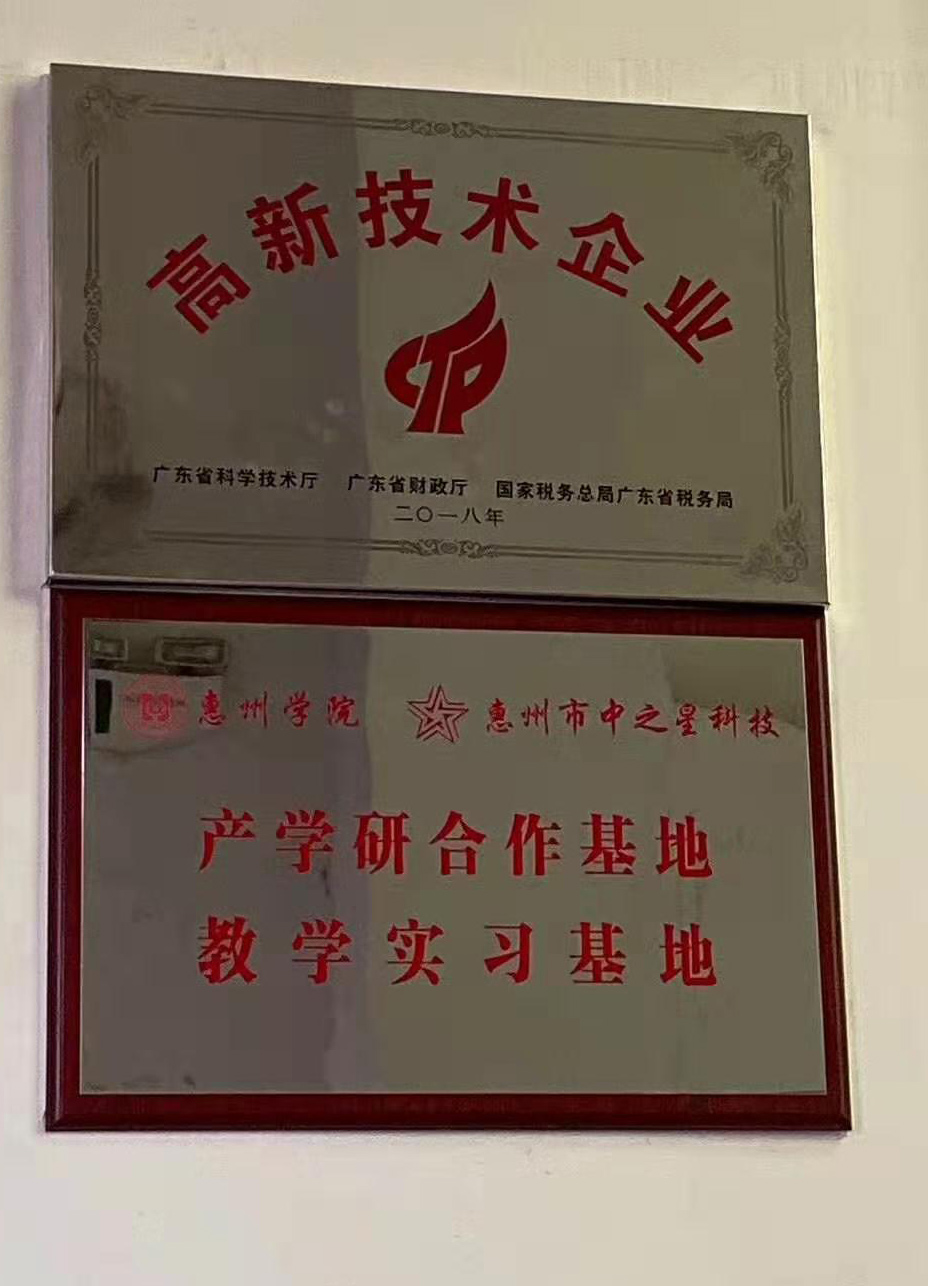 高新技术企业
广东省科学技术厅 广东省财政厅 国家税务总局广东省税务局
二〇一八年
惠州学院 惠州市中之星科技
产学研合作基地
教学实习基地